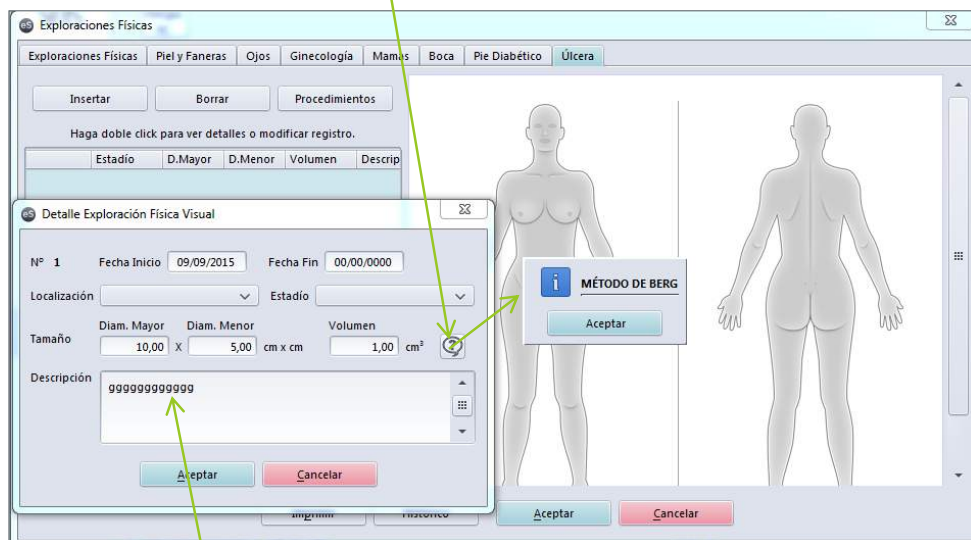 eS Exploraciones Físicas
Exploraciones Físicas Piel y Faneras Ojos Ginecología Mamas Boca Pie Diabético Úlcera
Insertar Borrar Procedimientos
Haga doble click para ver detalles o modificar registro.
Estadío D.Mayor D.Menor Volumen Descrip
eS Detalle Exploración Física Visual
Nº 1 Fecha Inicio 09/09/2015 Fecha Fin 00/00/0000
Localización Estadío
Diam. Mayor Diam. Menor Volumen
Tamaño 10,00 X 5,00 cm x cm 1,00 cm³ ?
Descripción
ggggggggggggg
Aceptar Cancelar
i MÉTODO DE BERG
Aceptar
Imprimir Histórico Aceptar Cancelar